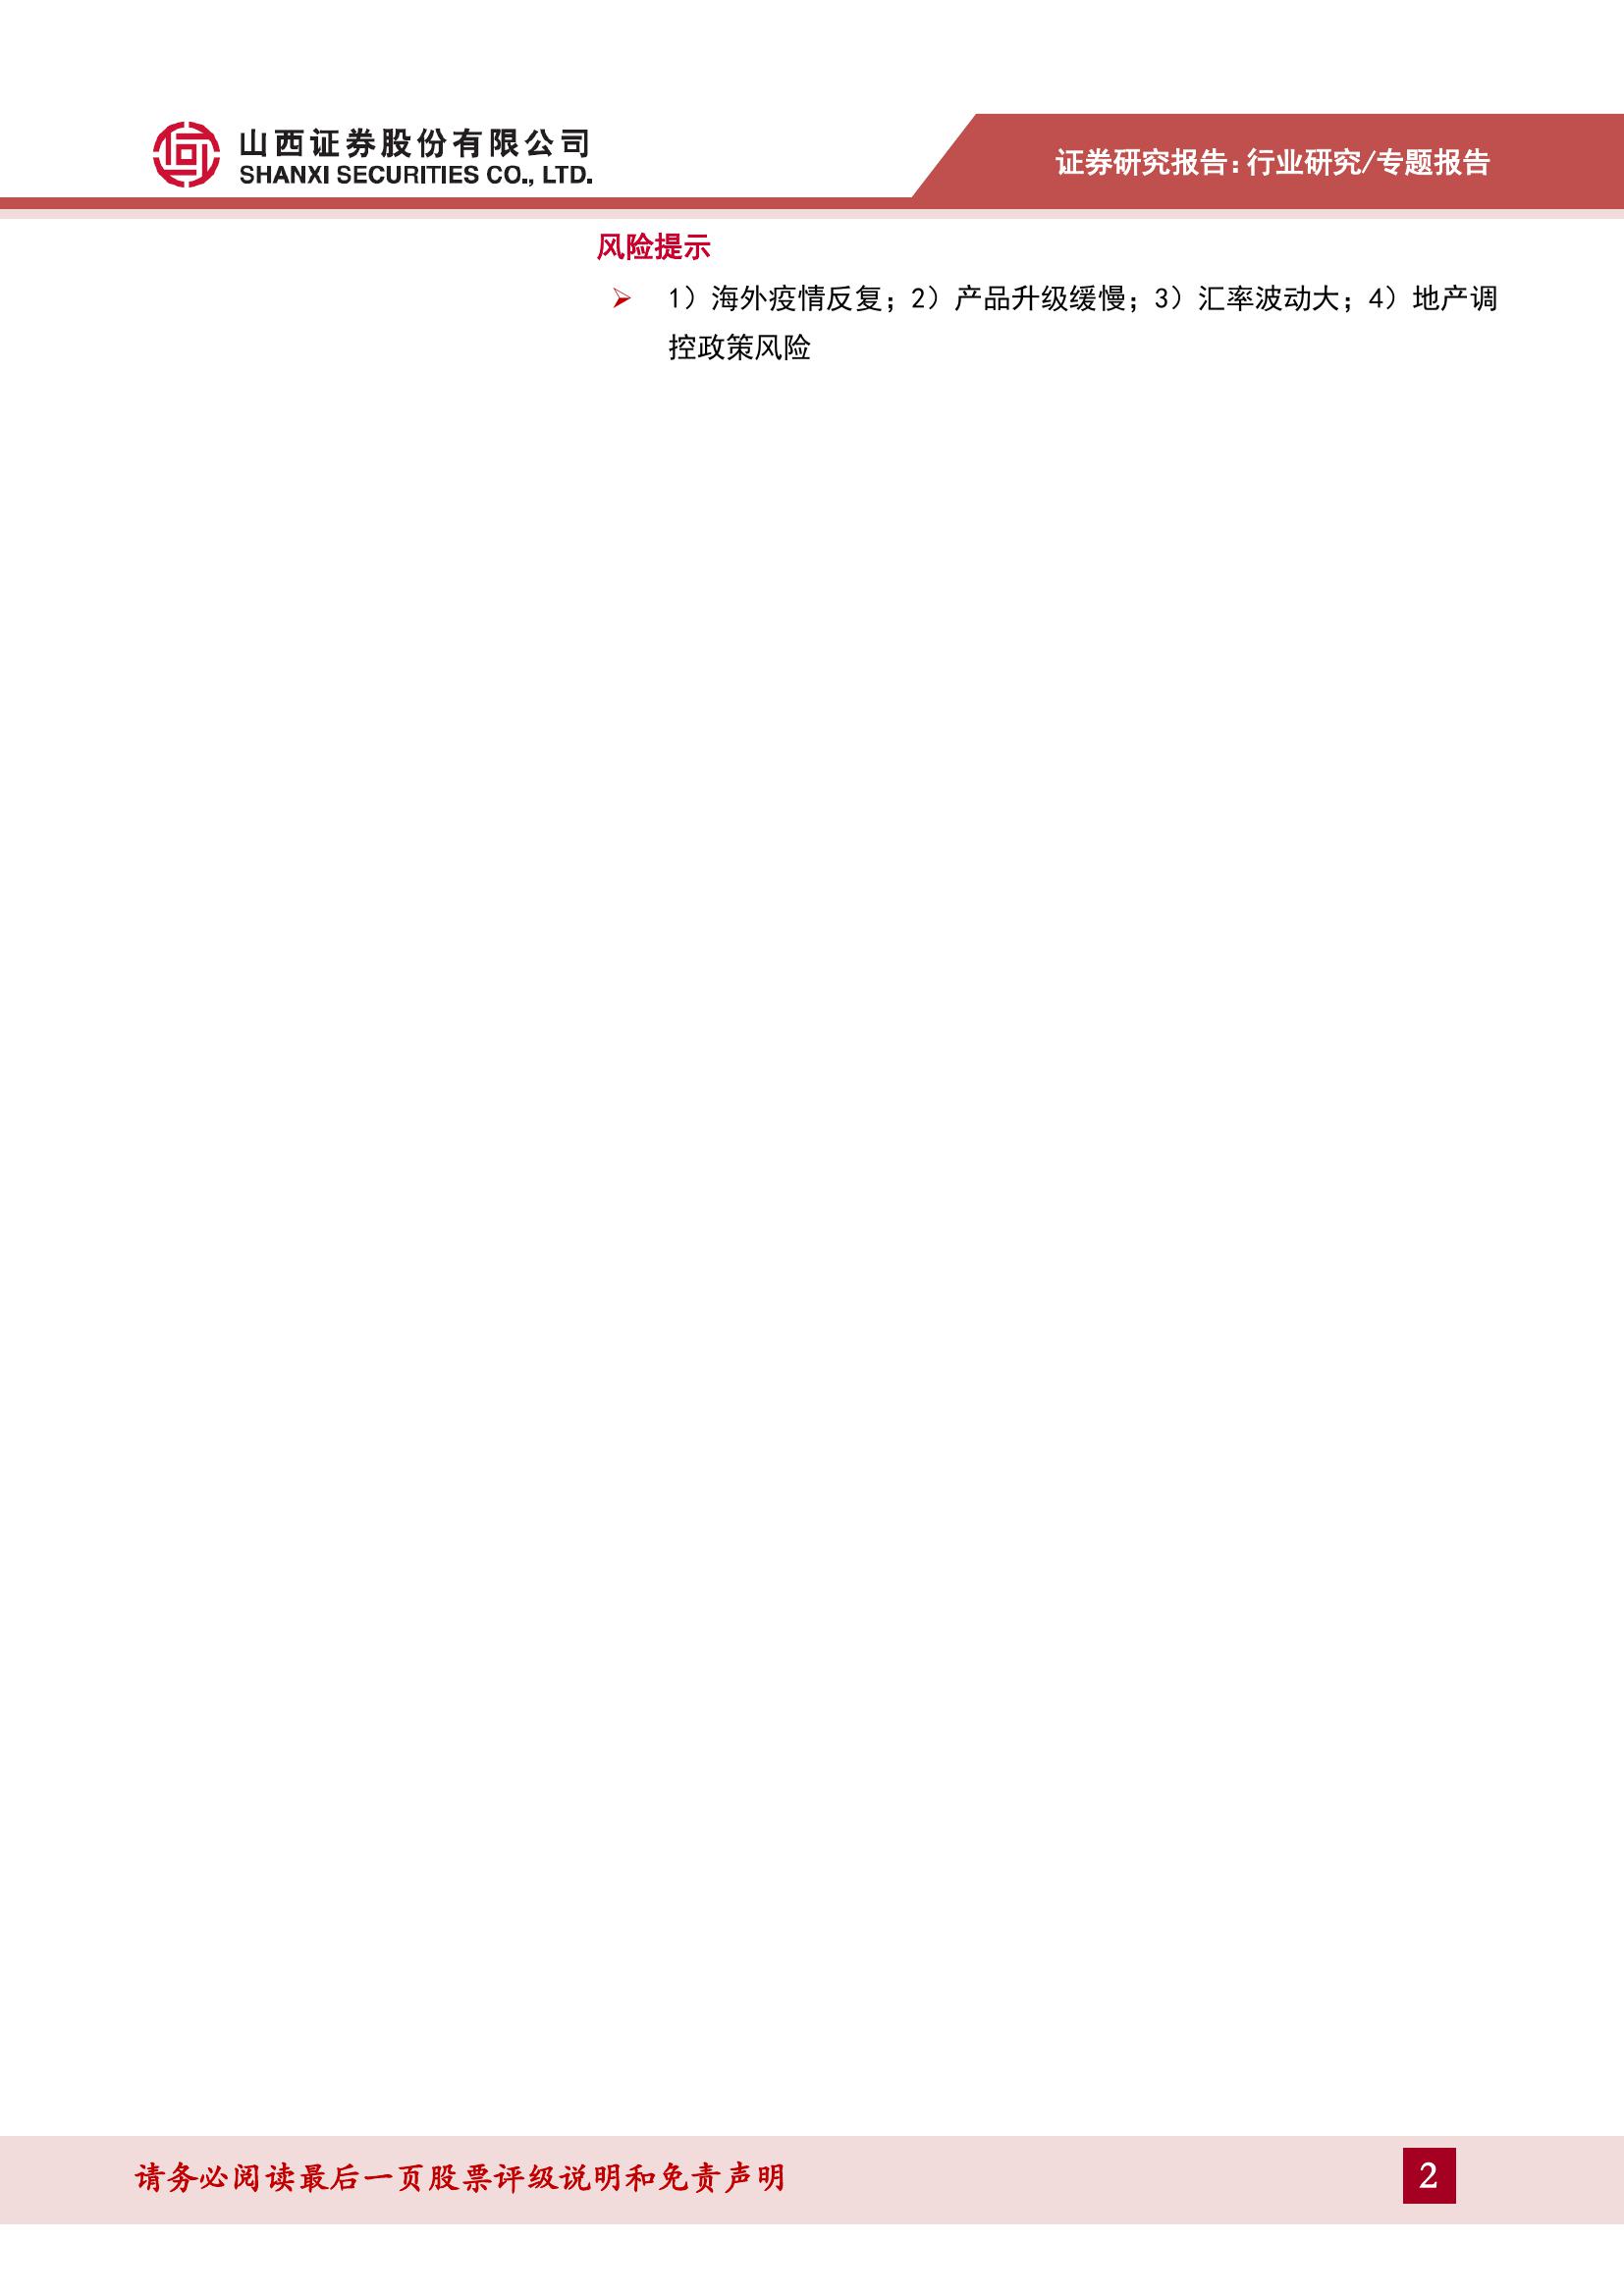 山西证券股份有限公司
SHANXI SECURITIES CO., LTD.
证券研究报告：行业研究/专题报告
风险提示
➢ 1）海外疫情反复；2）产品升级缓慢；3）汇率波动大；4）地产调
控政策风险
请务必阅读最后一页股票评级说明和免责声明
2